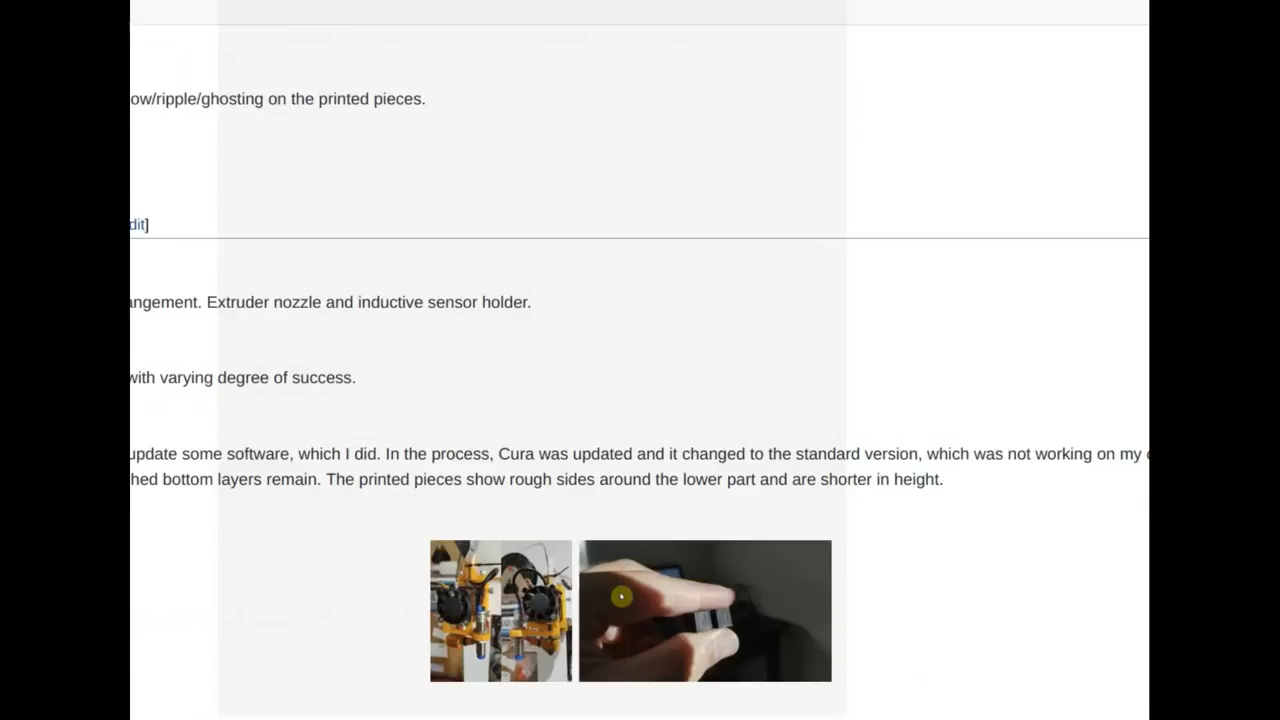 ow/ripple/ghosting on the printed pieces.
dit]
angement. Extruder nozzle and inductive sensor holder.
with varying degree of success.
update some software, which I did. In the process, Cura was updated and it changed to the standard version, which was not working on my
hed bottom layers remain. The printed pieces show rough sides around the lower part and are shorter in height.